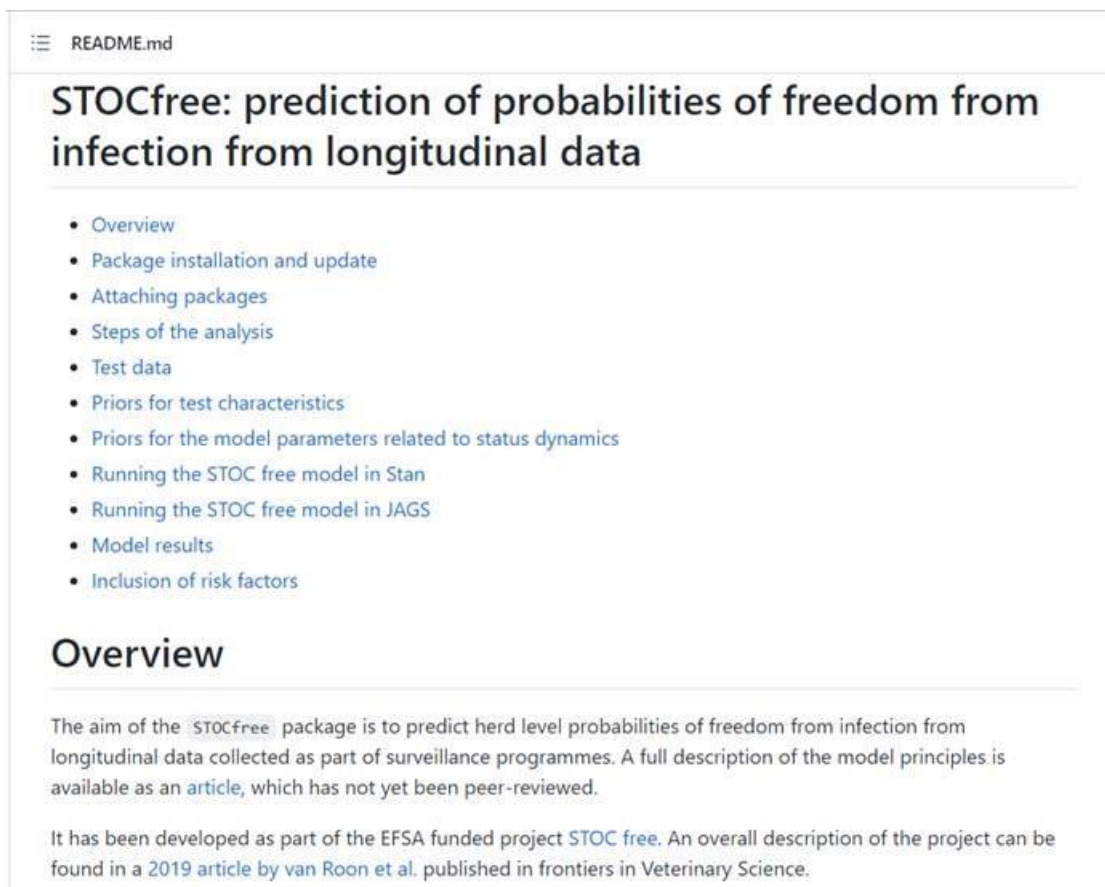 README.md
STOCfree: prediction of probabilities of freedom from
infection from longitudinal data
• Overview
• Package installation and update
• Attaching packages
• Steps of the analysis
• Test data
• Priors for test characteristics
• Priors for the model parameters related to status dynamics
• Running the STOC free model in Stan
• Running the STOC free model in JAGS
• Model results
• Inclusion of risk factors
Overview
The aim of the STOCfree package is to predict herd level probabilities of freedom from infection from
longitudinal data collected as part of surveillance programmes. A full description of the model principles is
available as an article, which has not yet been peer-reviewed.
It has been developed as part of the EFSA funded project STOC free. An overall description of the project can be
found in a 2019 article by van Roon et al. published in frontiers in Veterinary Science.